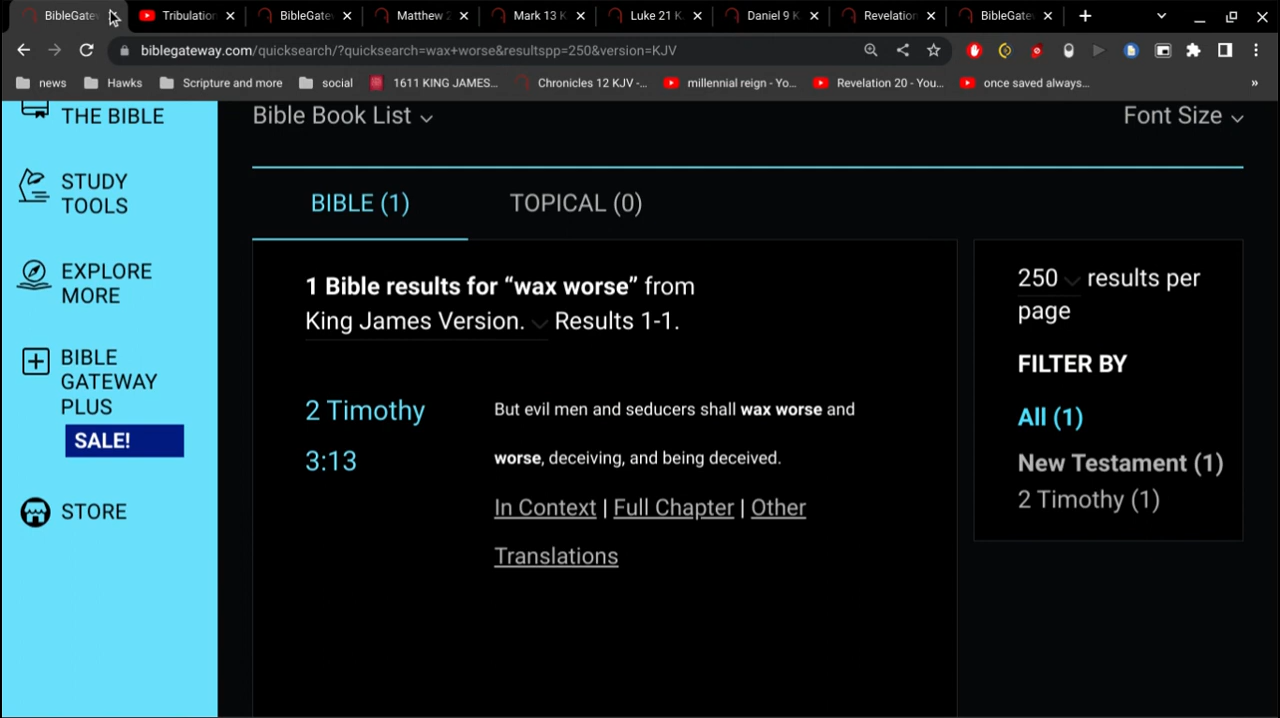 BibleGatew
Tribulation
BibleGatew
Matthew 2
Mark 13 K
Luke 21 K
Daniel 9 K
Revelation
BibleGatew
biblegateway.com/quicksearch/?quicksearch=wax+worse&resultspp=250&version=KJV
news
Hawks
Scripture and more
social
1611 KING JAMES...
Chronicles 12 KJV -...
millennial reign - Yo...
Revelation 20 - You...
once saved always...
»
THE BIBLE
STUDY
TOOLS
EXPLORE
MORE
BIBLE
GATEWAY
PLUS
SALE!
STORE
Bible Book List
Font Size
BIBLE (1)
TOPICAL (0)
1 Bible results for “wax worse” from
King James Version. Results 1-1.
2 Timothy
3:13
But evil men and seducers shall wax worse and
worse, deceiving, and being deceived.
In Context | Full Chapter | Other
Translations
250 results per
page
FILTER BY
All (1)
New Testament (1)
2 Timothy (1)